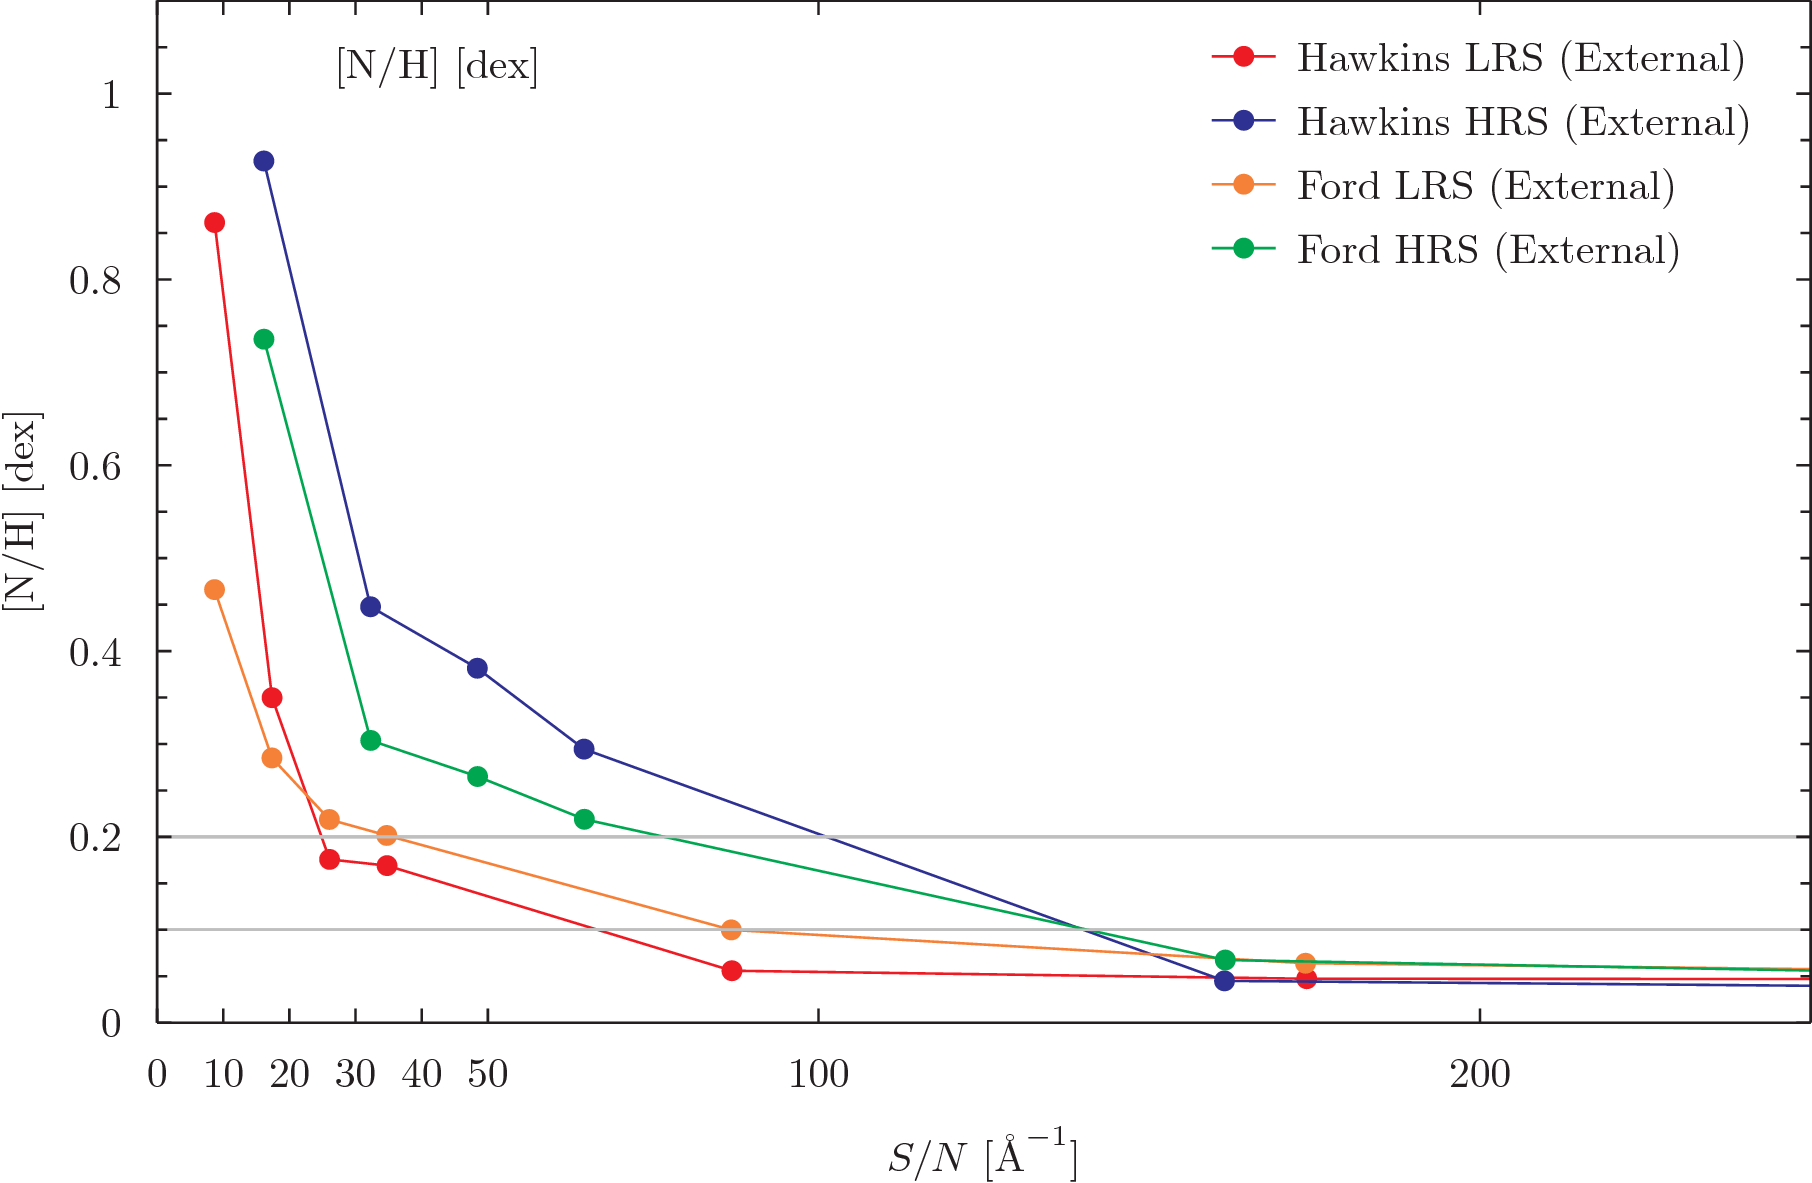 [N/H] [dex]
Hawkins LRS (External)
Hawkins HRS (External)
Ford LRS (External)
Ford HRS (External)
[N/H] [dex]
1
0.8
0.6
0.4
0.2
0
0 10 20 30 40 50 100 200
S/N [Å⁻¹]